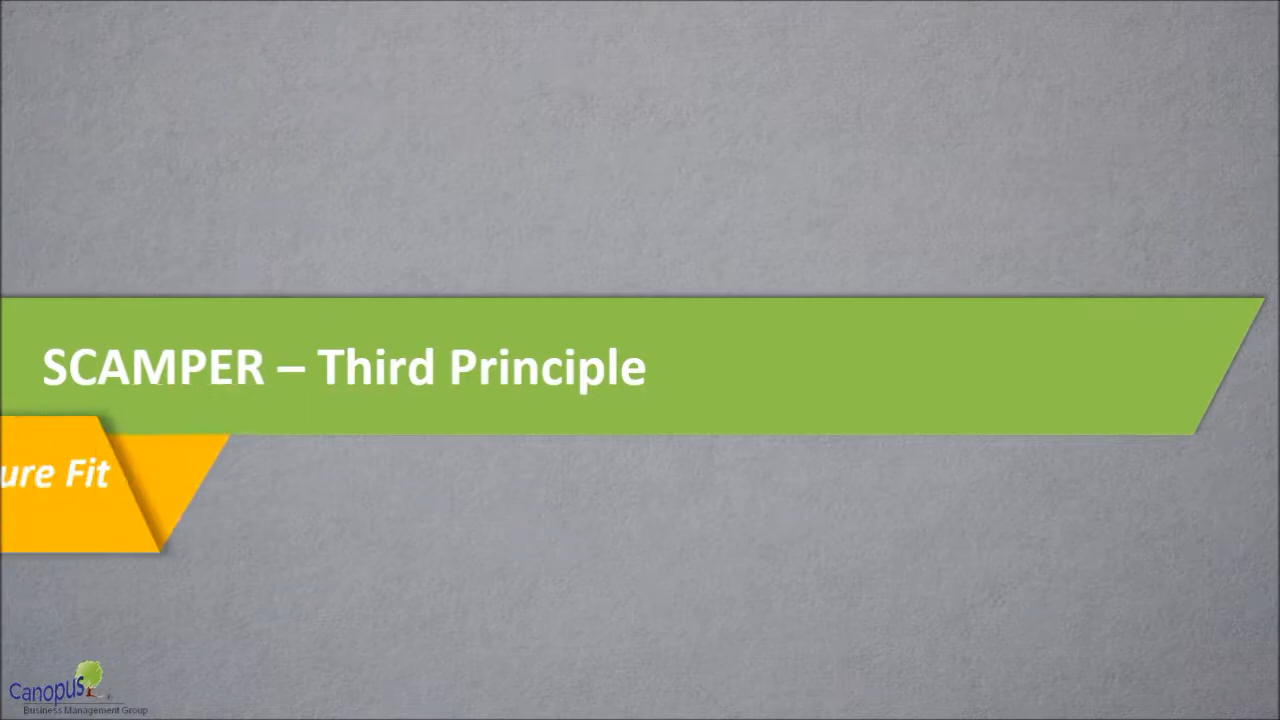 SCAMPER – Third Principle
ure Fit
Canopus
Business Management Group